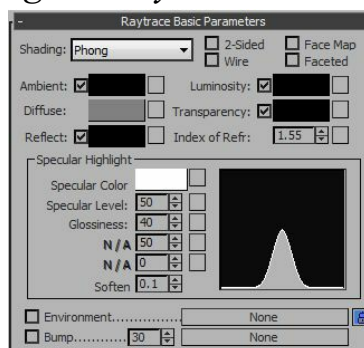 - Raytrace Basic Parameters
Shading: Phong 2-Sided Face Map
Wire Faceted
Ambient: Luminosity:
Diffuse: Transparency:
Reflect: Index of Refr: 1.55
Specular Highlight
Specular Color
Specular Level: 50
Glossiness: 40
N/A 50
N/A 0
Soften 0.1
Environment................. None
Bump............ 30 None